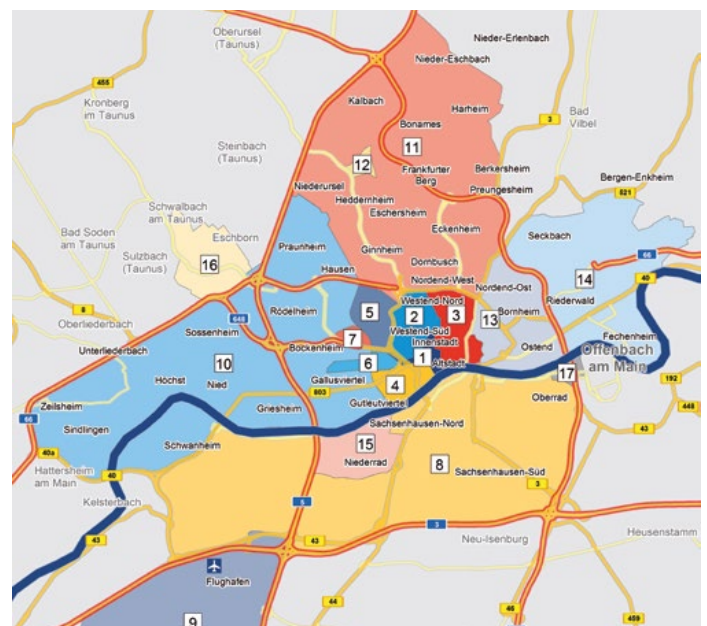 Oberursel
(Taunus)
Nieder-Erlenbach
Nieder-Eschbach
455
Kronberg
im Taunus
Kalbach
Harheim
3
Bad
Vilbel
Bonames
11
Steinbach
(Taunus)
12
Frankfurter
Berg
Berkersheim
Preungesheim
Bergen-Enkheim
521
Niederursel
Heddernheim
Eschersheim
Schwalbach
am Taunus
Eckenheim
Eschborn
Bad Soden
am Taunus
Sulzbach
(Taunus)
16
Praunheim
Ginnheim
Seckbach
66
Dornbusch
Hausen
Nordend-West
Nordend-Ost
14
40
8
Riederwald
Oberliederbach
648
Rödelheim
5
Westend-Nord
2
3
13
Bornheim
Sossenheim
Westend-Süd
Unterliederbach
7
Bockenheim
Innenstadt
Fechenheim
10
6
1
Altstadt
Ostend
Offenbach
am Main
Höchst
Nied
Gallusviertel
4
17
192
803
Gutleutviertel
Oberrad
Zeilsheim
Griesheim
448
66
Sindlingen
Sachsenhausen-Nord
43
Schwanheim
15
40a
Niederrad
8
Hattersheim
am Main
40
Sachsenhausen-Süd
3
Kelsterbach
5
3
43
43
Neu-Isenburg
Heusenstamm
Flughafen
44
46
459
9